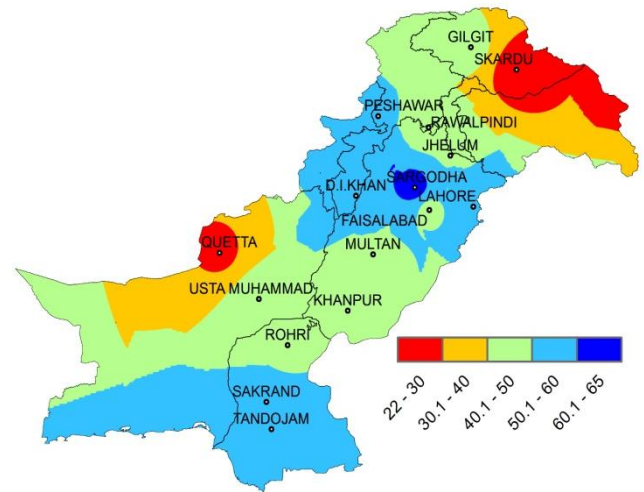 GILGIT
SKARDU
PESHAWAR
RAWALPINDI
JHELUM
SARGODHA
D.I.KHAN
LAHORE
FAISALABAD
QUETTA
MULTAN
USTA MUHAMMAD
KHANPUR
ROHRI
SAKRAND
TANDOJAM
22 - 30
30.1 - 40
40.1 - 50
50.1 - 60
60.1 - 65